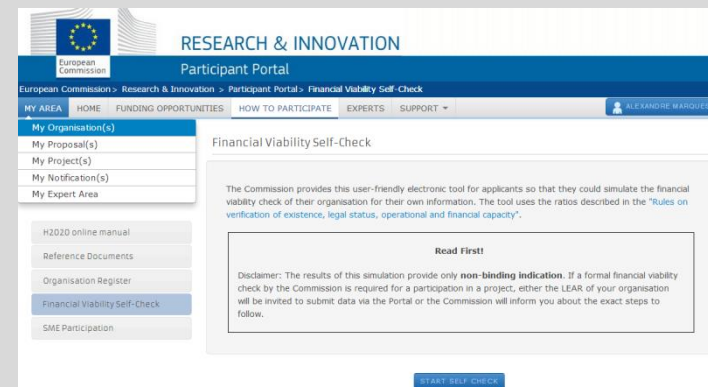 European
Commission
RESEARCH & INNOVATION
Participant Portal
European Commission > Research & Innovation > Participant Portal > Financial Viability Self-Check
MY AREA HOME FUNDING OPPORTUNITIES HOW TO PARTICIPATE EXPERTS SUPPORT
ALEXANDRE MARQUES
My Organisation(s)
My Proposal(s)
My Project(s)
My Notification(s)
My Expert Area
H2020 online manual
Reference Documents
Organisation Register
Financial Viability Self-Check
SME Participation
Financial Viability Self-Check
The Commission provides this user-friendly electronic tool for applicants so that they could simulate the financial
viability check of their organisation for their own information. The tool uses the ratios described in the "Rules on
verification of existence, legal status, operational and financial capacity".
Read First!
Disclaimer: The results of this simulation provide only non-binding indication. If a formal financial viability
check by the Commission is required for a participation in a project, either the LEAR of your organisation
will be invited to submit data via the Portal or the Commission will inform you about the exact steps to
follow.
START SELF CHECK